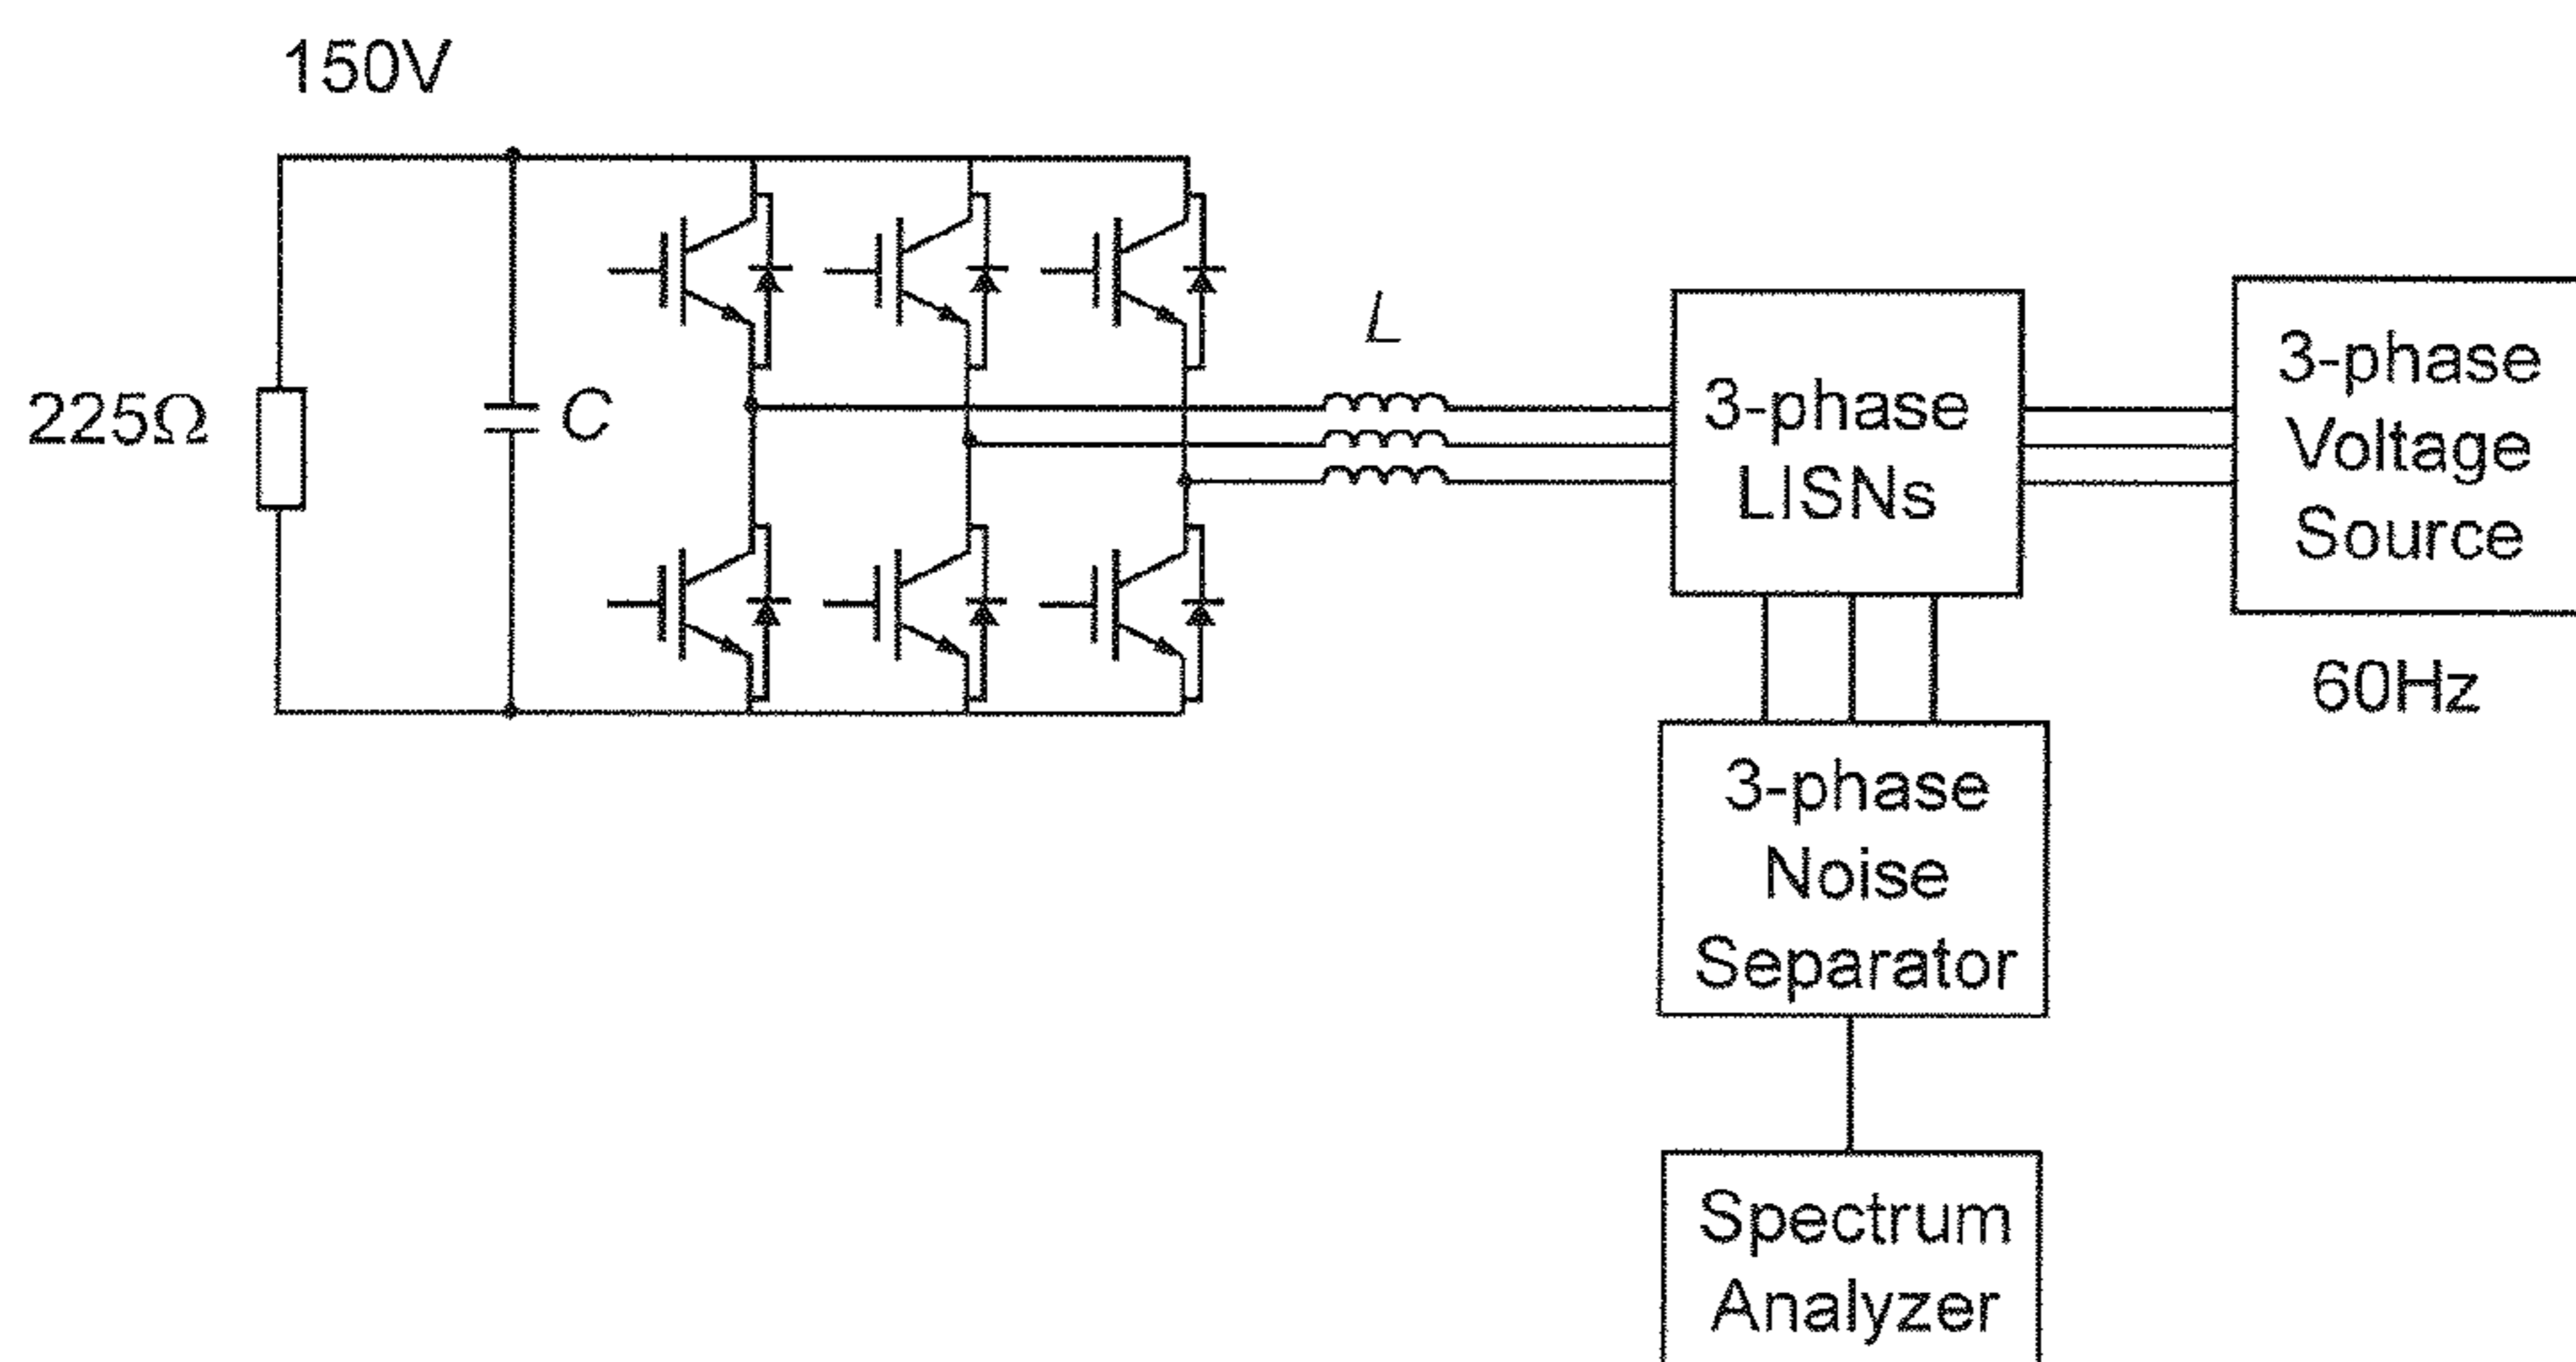 150V
225Ω
C
L
3-phase
LISNs
3-phase
Voltage
Source
60Hz
3-phase
Noise
Separator
Spectrum
Analyzer